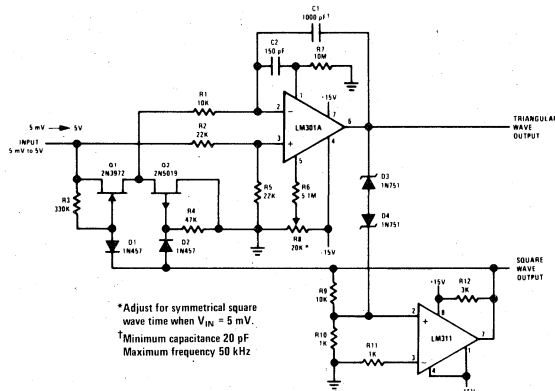 C1
1000 pF†
C2
150 pF
R7
10M
R1
10K
5 mV → 5V
INPUT
5 mV to 5V
R2
22K
2
3
1
LM301A
-15V
7
6
4
5
TRIANGULAR
WAVE OUTPUT
Q1
2N3972
Q2
2N5019
R3
330K
R4
47K
R5
22K
R6
5.1M
R8
20K *
-15V
D1
1N457
D2
1N457
D3
1N751
D4
1N751
SQUARE
WAVE OUTPUT
R9
10K
R10
1K
R11
1K
+15V
R12
3K
8
2
3
LM311
7
1
4
*Adjust for symmetrical square
wave time when VIN = 5 mV.
†Minimum capacitance 20 pF
Maximum frequency 50 kHz